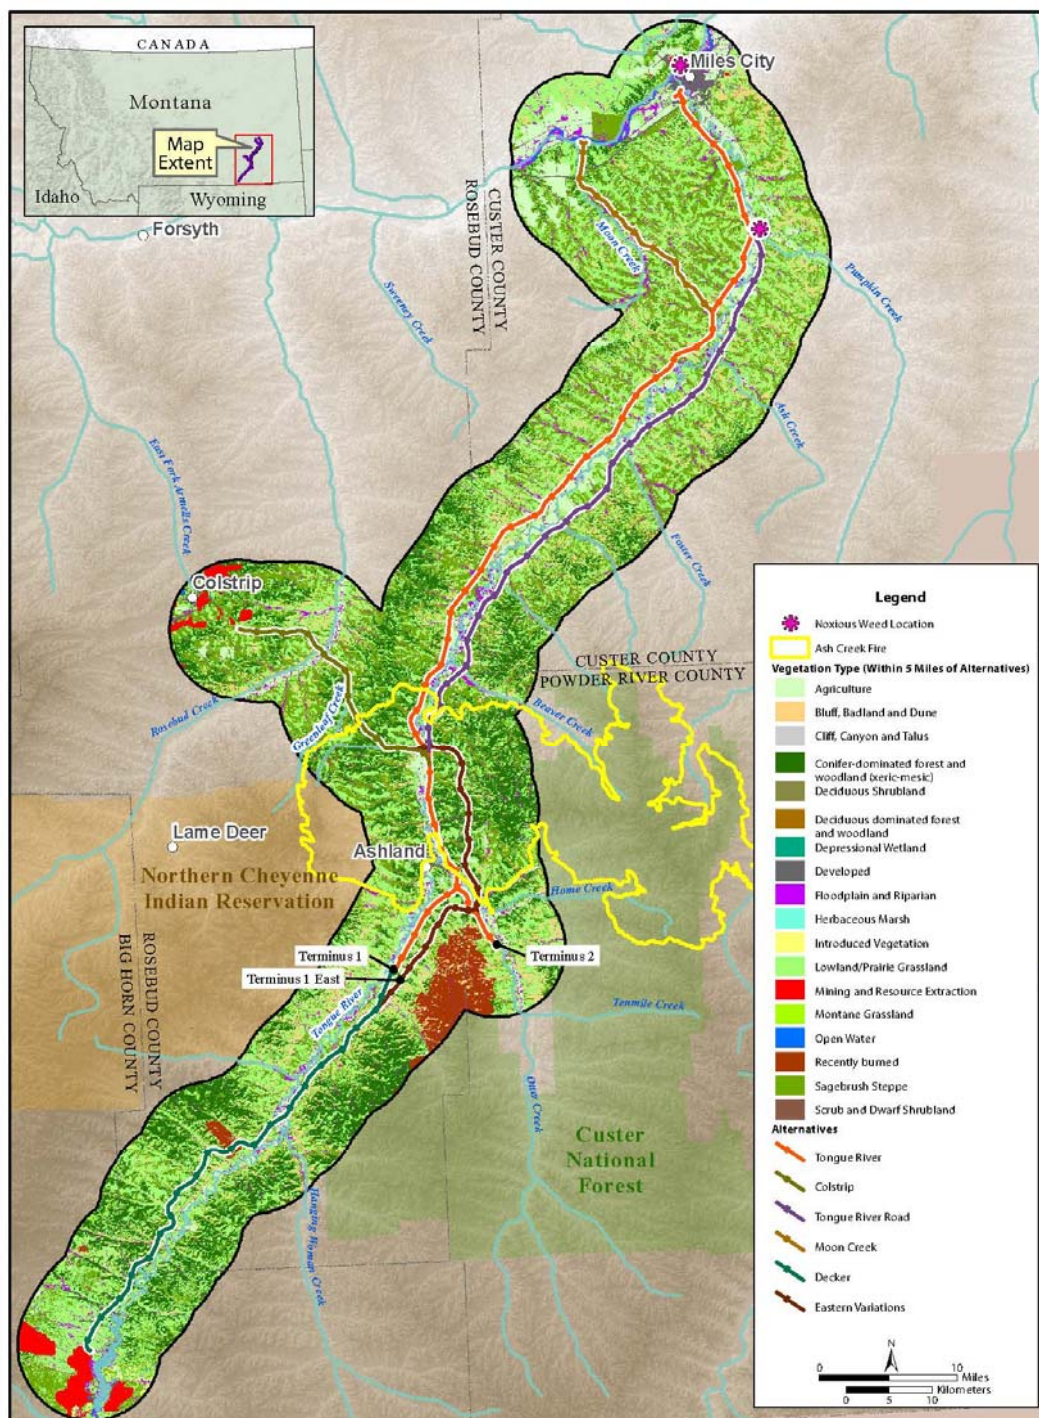 CANADA
Montana
Map
Extent
Idaho
Wyoming
Miles City
Forsyth
CUSTER COUNTY
ROSEBUD COUNTY
Moon Creek
Pumpkin Creek
Sweeney Creek
Ash Creek
East Fork Armells Creek
Foster Creek
Colstrip
CUSTER COUNTY
POWDER RIVER COUNTY
Rosebud Creek
Greenleaf Creek
Beaver Creek
Lame Deer
Ashland
Northern Cheyenne
Indian Reservation
Home Creek
ROSEBUD COUNTY
BIG HORN COUNTY
Terminus 1
Terminus 1 East
Terminus 2
Tongue River
Tenmile Creek
Otter Creek
Custer
National
Forest
Hanging Woman Creek
Legend
Noxious Weed Location
Ash Creek Fire
Vegetation Type (Within 5 Miles of Alternatives)
Agriculture
Bluff, Badland and Dune
Cliff, Canyon and Talus
Conifer-dominated forest and
woodland (xeric-mesic)
Deciduous Shrubland
Deciduous dominated forest
and woodland
Depressional Wetland
Developed
Floodplain and Riparian
Herbaceous Marsh
Introduced Vegetation
Lowland/Prairie Grassland
Mining and Resource Extraction
Montane Grassland
Open Water
Recently burned
Sagebrush Steppe
Scrub and Dwarf Shrubland
Alternatives
Tongue River
Colstrip
Tongue River Road
Moon Creek
Decker
Eastern Variations
N
0 10
Miles
Kilometers
0 5 10